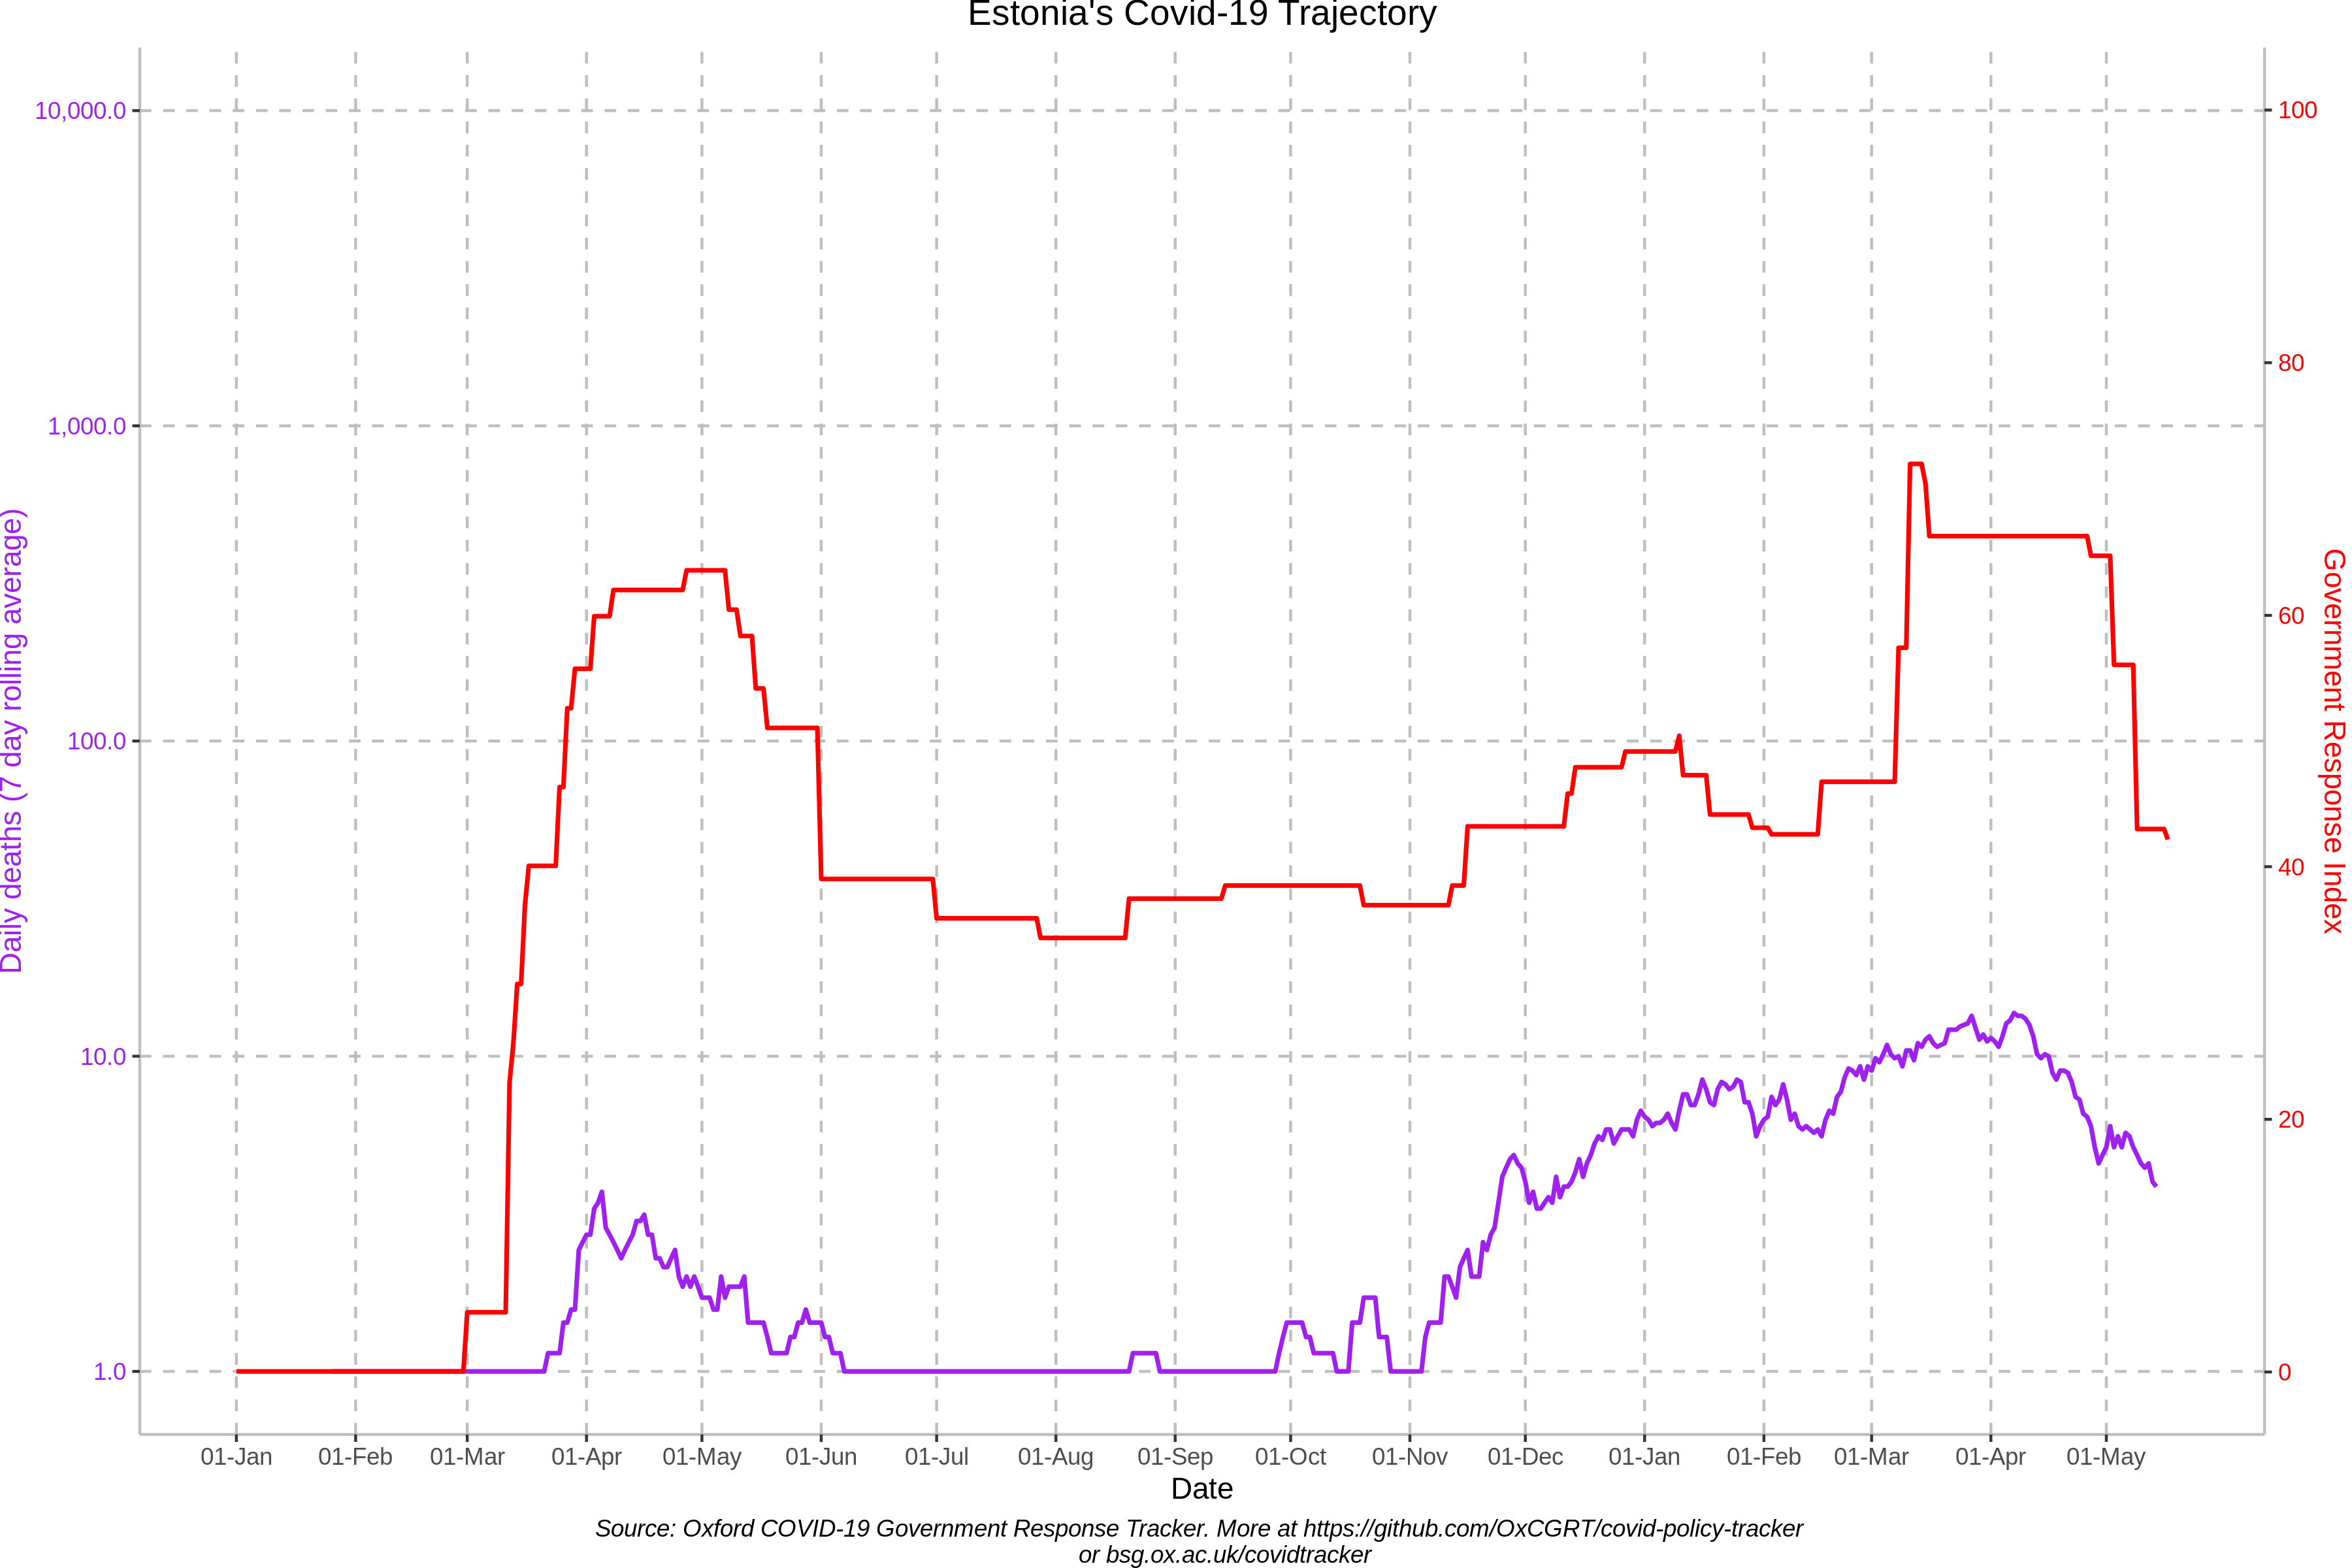 Estonia's Covid-19 Trajectory
10,000.0
1,000.0
100.0
10.0
1.0
Daily deaths (7 day rolling average)
100
80
60
40
20
0
Government Response Index
01-Jan 01-Feb 01-Mar 01-Apr 01-May 01-Jun 01-Jul 01-Aug 01-Sep 01-Oct 01-Nov 01-Dec 01-Jan 01-Feb 01-Mar 01-Apr 01-May
Date
Source: Oxford COVID-19 Government Response Tracker. More at https://github.com/OxCGRT/covid-policy-tracker
or bsg.ox.ac.uk/covidtracker